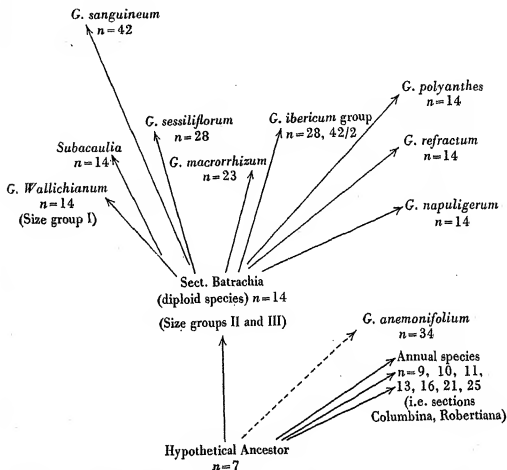 G. sanguineum
n=42
G. polyanthes
n=14
G. sessiliflorum
n=28
G. ibericum group
n=28, 42/2
Subacaulia
n=14
G. macrorrhizum
n=23
G. refractum
n=14
G. Wallichianum
n=14
(Size group I)
G. napuligerum
n=14
Sect. Batrachia
(diploid species) n=14
(Size groups II and III)
G. anemonifolium
n=34
Annual species
n=9, 10, 11,
13, 16, 21, 25
(i.e. sections
Columbina, Robertiana)
Hypothetical Ancestor
n=7